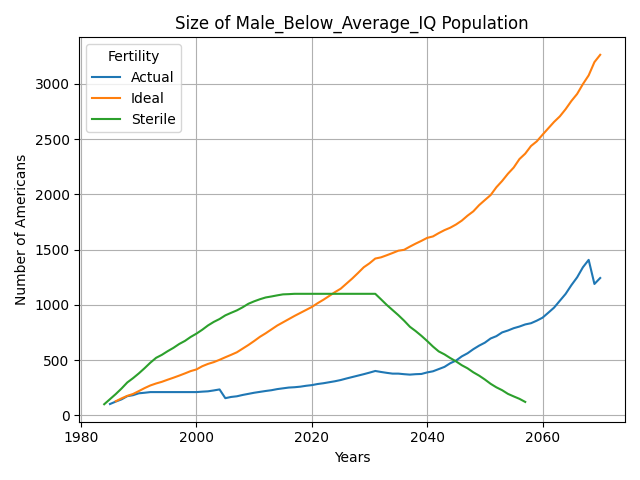 Size of Male_Below_Average_IQ Population
Fertility
Actual
Ideal
Sterile
Number of Americans
3000
2500
2000
1500
1000
500
0
1980
2000
2020
2040
2060
Years